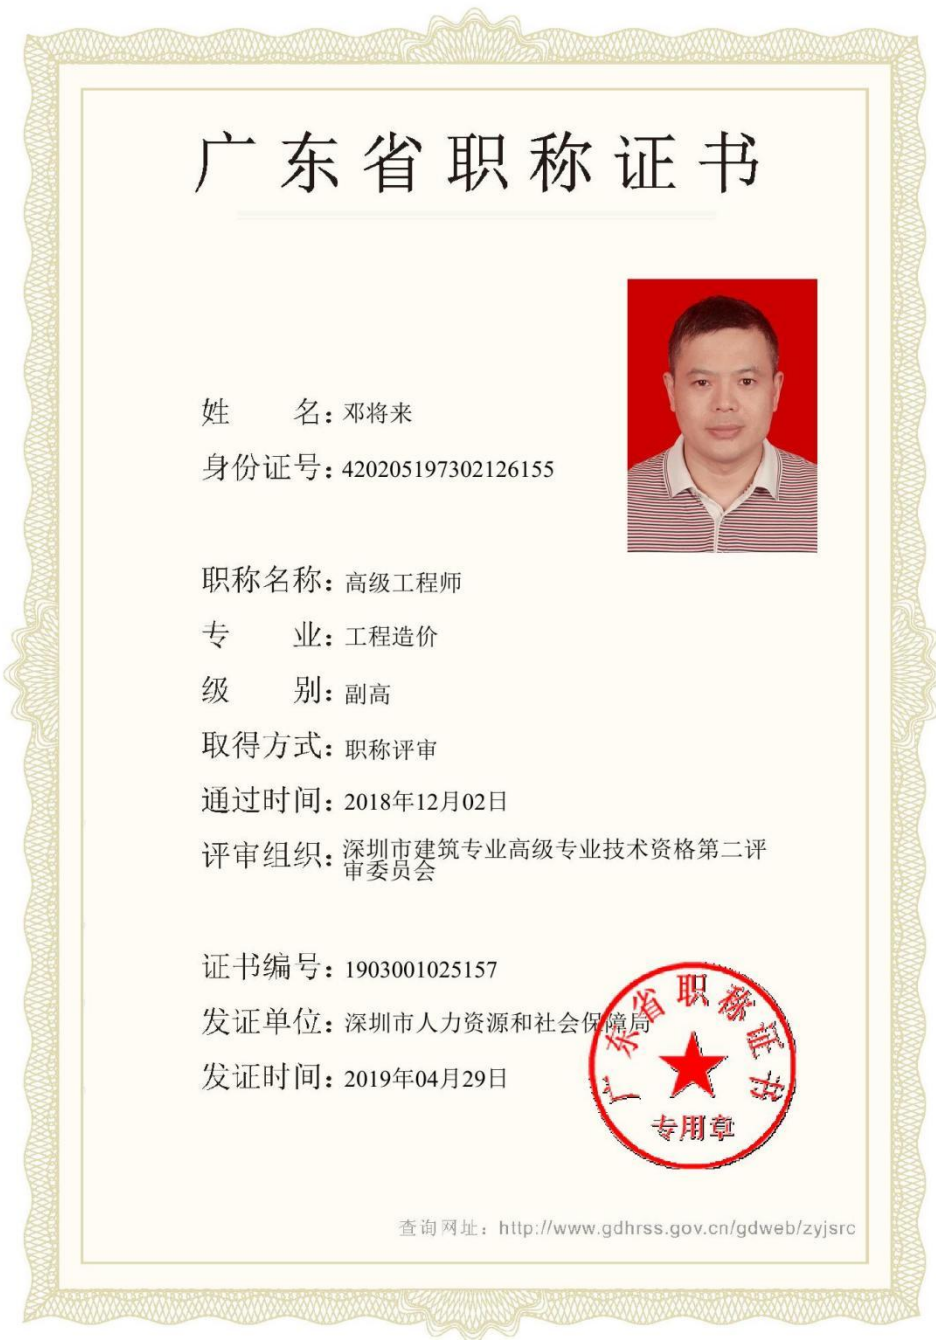 广东省职称证书
姓 名：邓将来
身份证号：420205197302126155
职称名称：高级工程师
专 业：工程造价
级 别：副高
取得方式：职称评审
通过时间：2018年12月02日
评审组织：深圳市建筑专业高级专业技术资格第二评
审委员会
证书编号：1903001025157
发证单位：深圳市人力资源和社会保障局
发证时间：2019年04月29日
广东省职称证书
专用章
查询网址：http://www.gdhrss.gov.cn/gdweb/zyjsrc